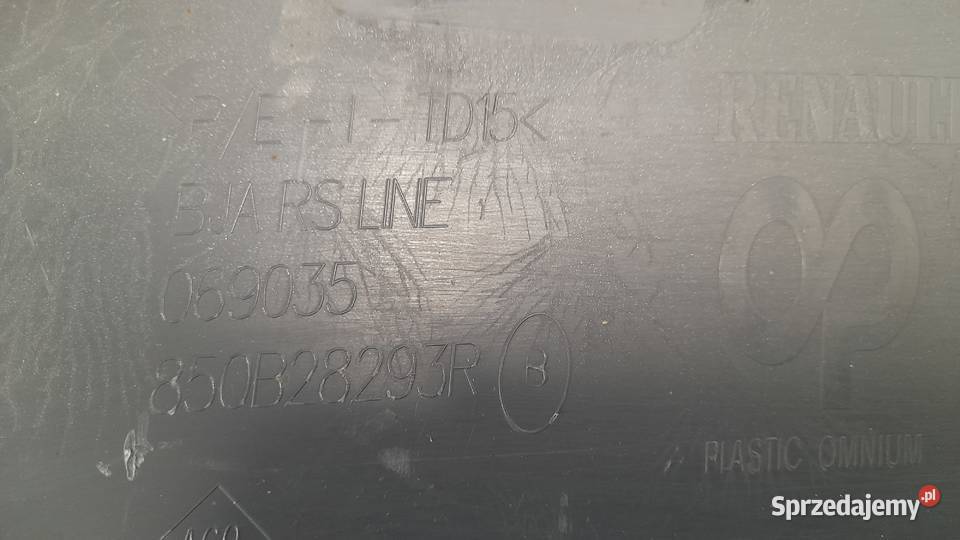 >P/E-I-TD15<
RENAULT
BJA RS LINE
069035
850B28293R B
PLASTIC OMNIUM
Sprzedajemy.pl